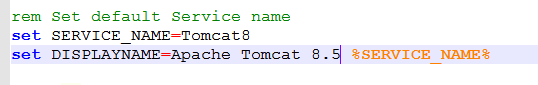 rem Set default Service name
set SERVICE_NAME=Tomcat8
set DISPLAYNAME=Apache Tomcat 8.5 %SERVICE_NAME%